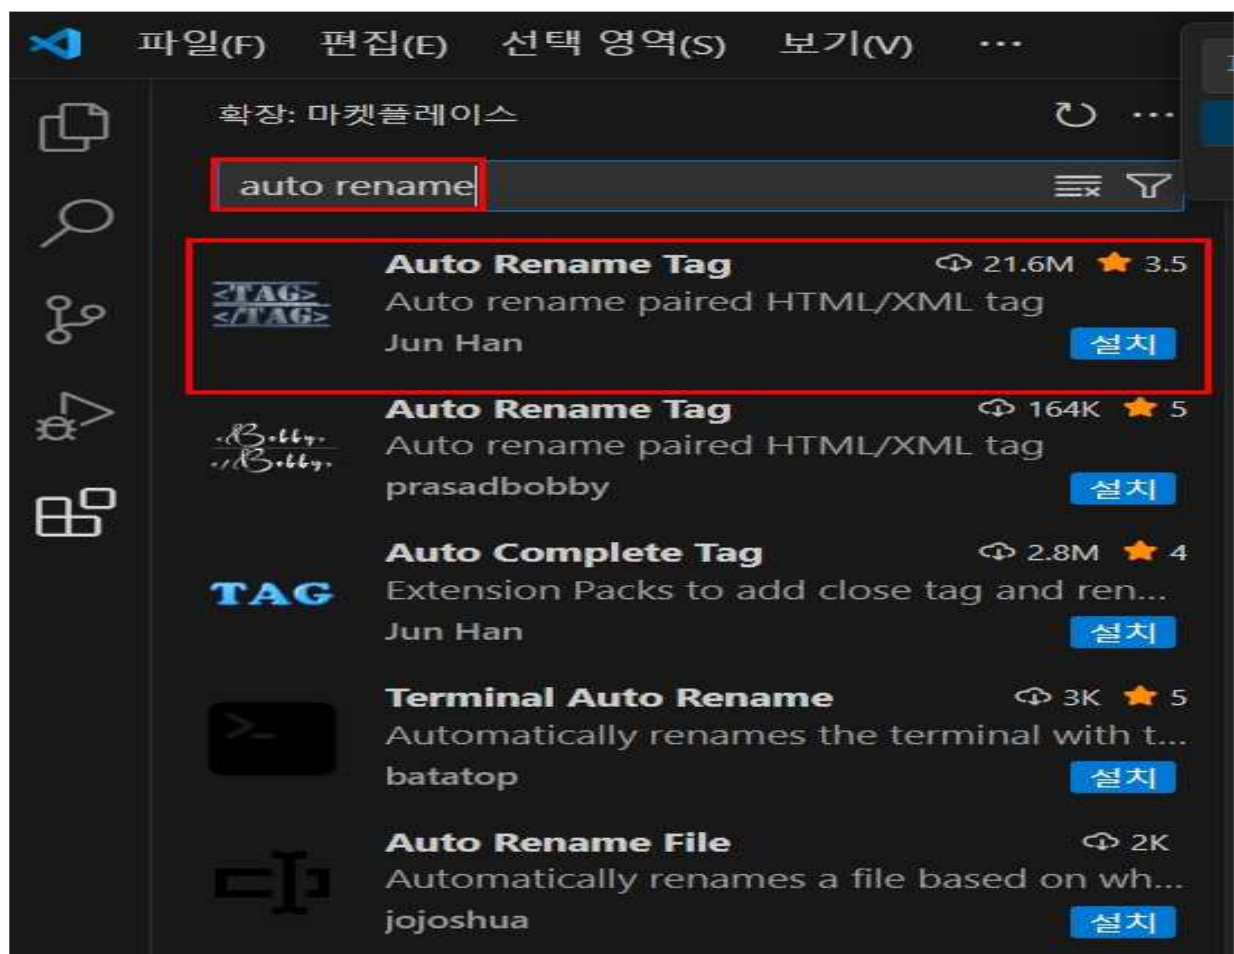 파일(F) 편집(E) 선택 영역(S) 보기(V) ···
확장: 마켓플레이스 ···
auto rename
Auto Rename Tag 21.6M 3.5
<TAG>
</TAG>
Auto rename paired HTML/XML tag
Jun Han 설치
Auto Rename Tag 164K 5
<Bobby>
</Bobby>
Auto rename paired HTML/XML tag
prasadbobby 설치
Auto Complete Tag 2.8M 4
TAG
Extension Packs to add close tag and ren...
Jun Han 설치
Terminal Auto Rename 3K 5
>_
Automatically renames the terminal with t...
batatop 설치
Auto Rename File 2K
Automatically renames a file based on wh...
jojoshua 설치